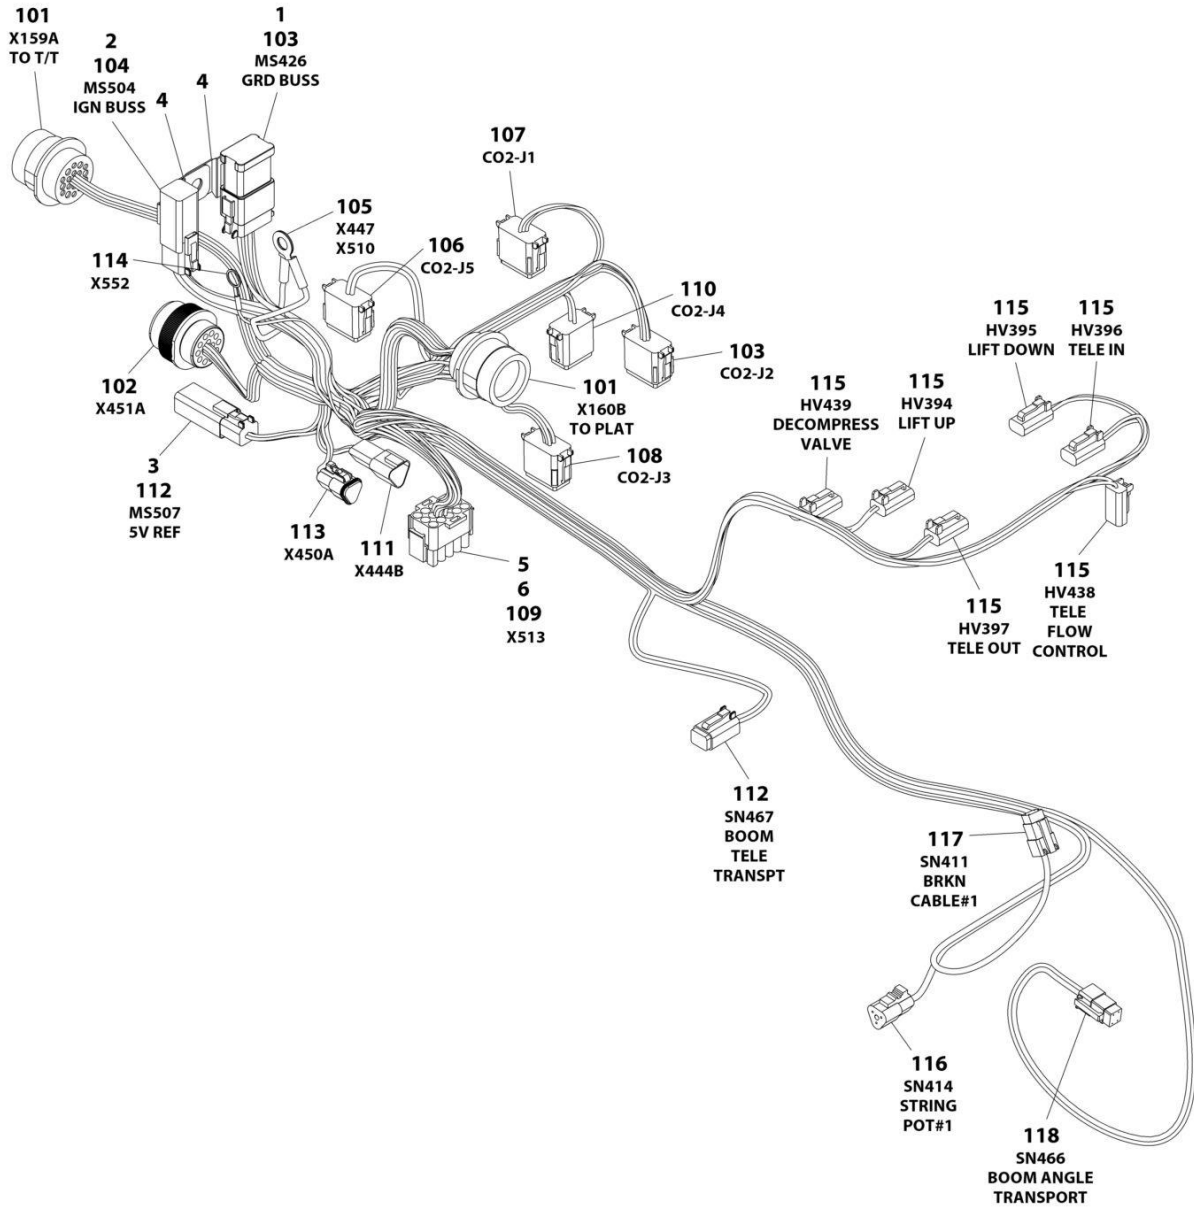 101
X159A
TO T/T
2
104
MS504
IGN BUSS
4
4
1
103
MS426
GRD BUSS
107
CO2-J1
105
X447
X510
106
CO2-J5
114
X552
110
CO2-J4
103
CO2-J2
102
X451A
101
X160B
TO PLAT
108
CO2-J3
3
112
MS507
5V REF
113
X450A
111
X444B
5
6
109
X513
115
HV439
DECOMPRESS
VALVE
115
HV394
LIFT UP
115
HV395
LIFT DOWN
115
HV396
TELE IN
115
HV397
TELE OUT
115
HV438
TELE
FLOW
CONTROL
112
SN467
BOOM
TELE
TRANSPT
117
SN411
BRKN
CABLE#1
116
SN414
STRING
POT#1
118
SN466
BOOM ANGLE
TRANSPORT